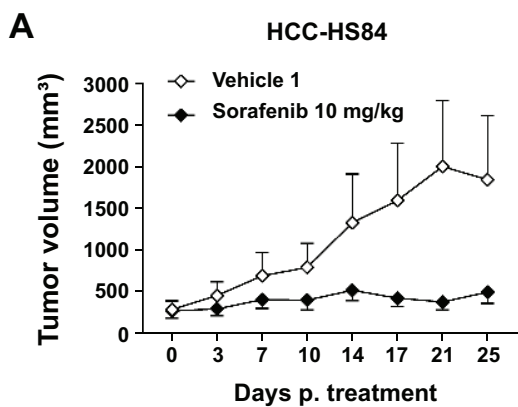 A
HCC-HS84
Vehicle 1
Sorafenib 10 mg/kg
Tumor volume (mm³)
3000
2500
2000
1500
1000
500
0
0 3 7 10 14 17 21 25
Days p. treatment